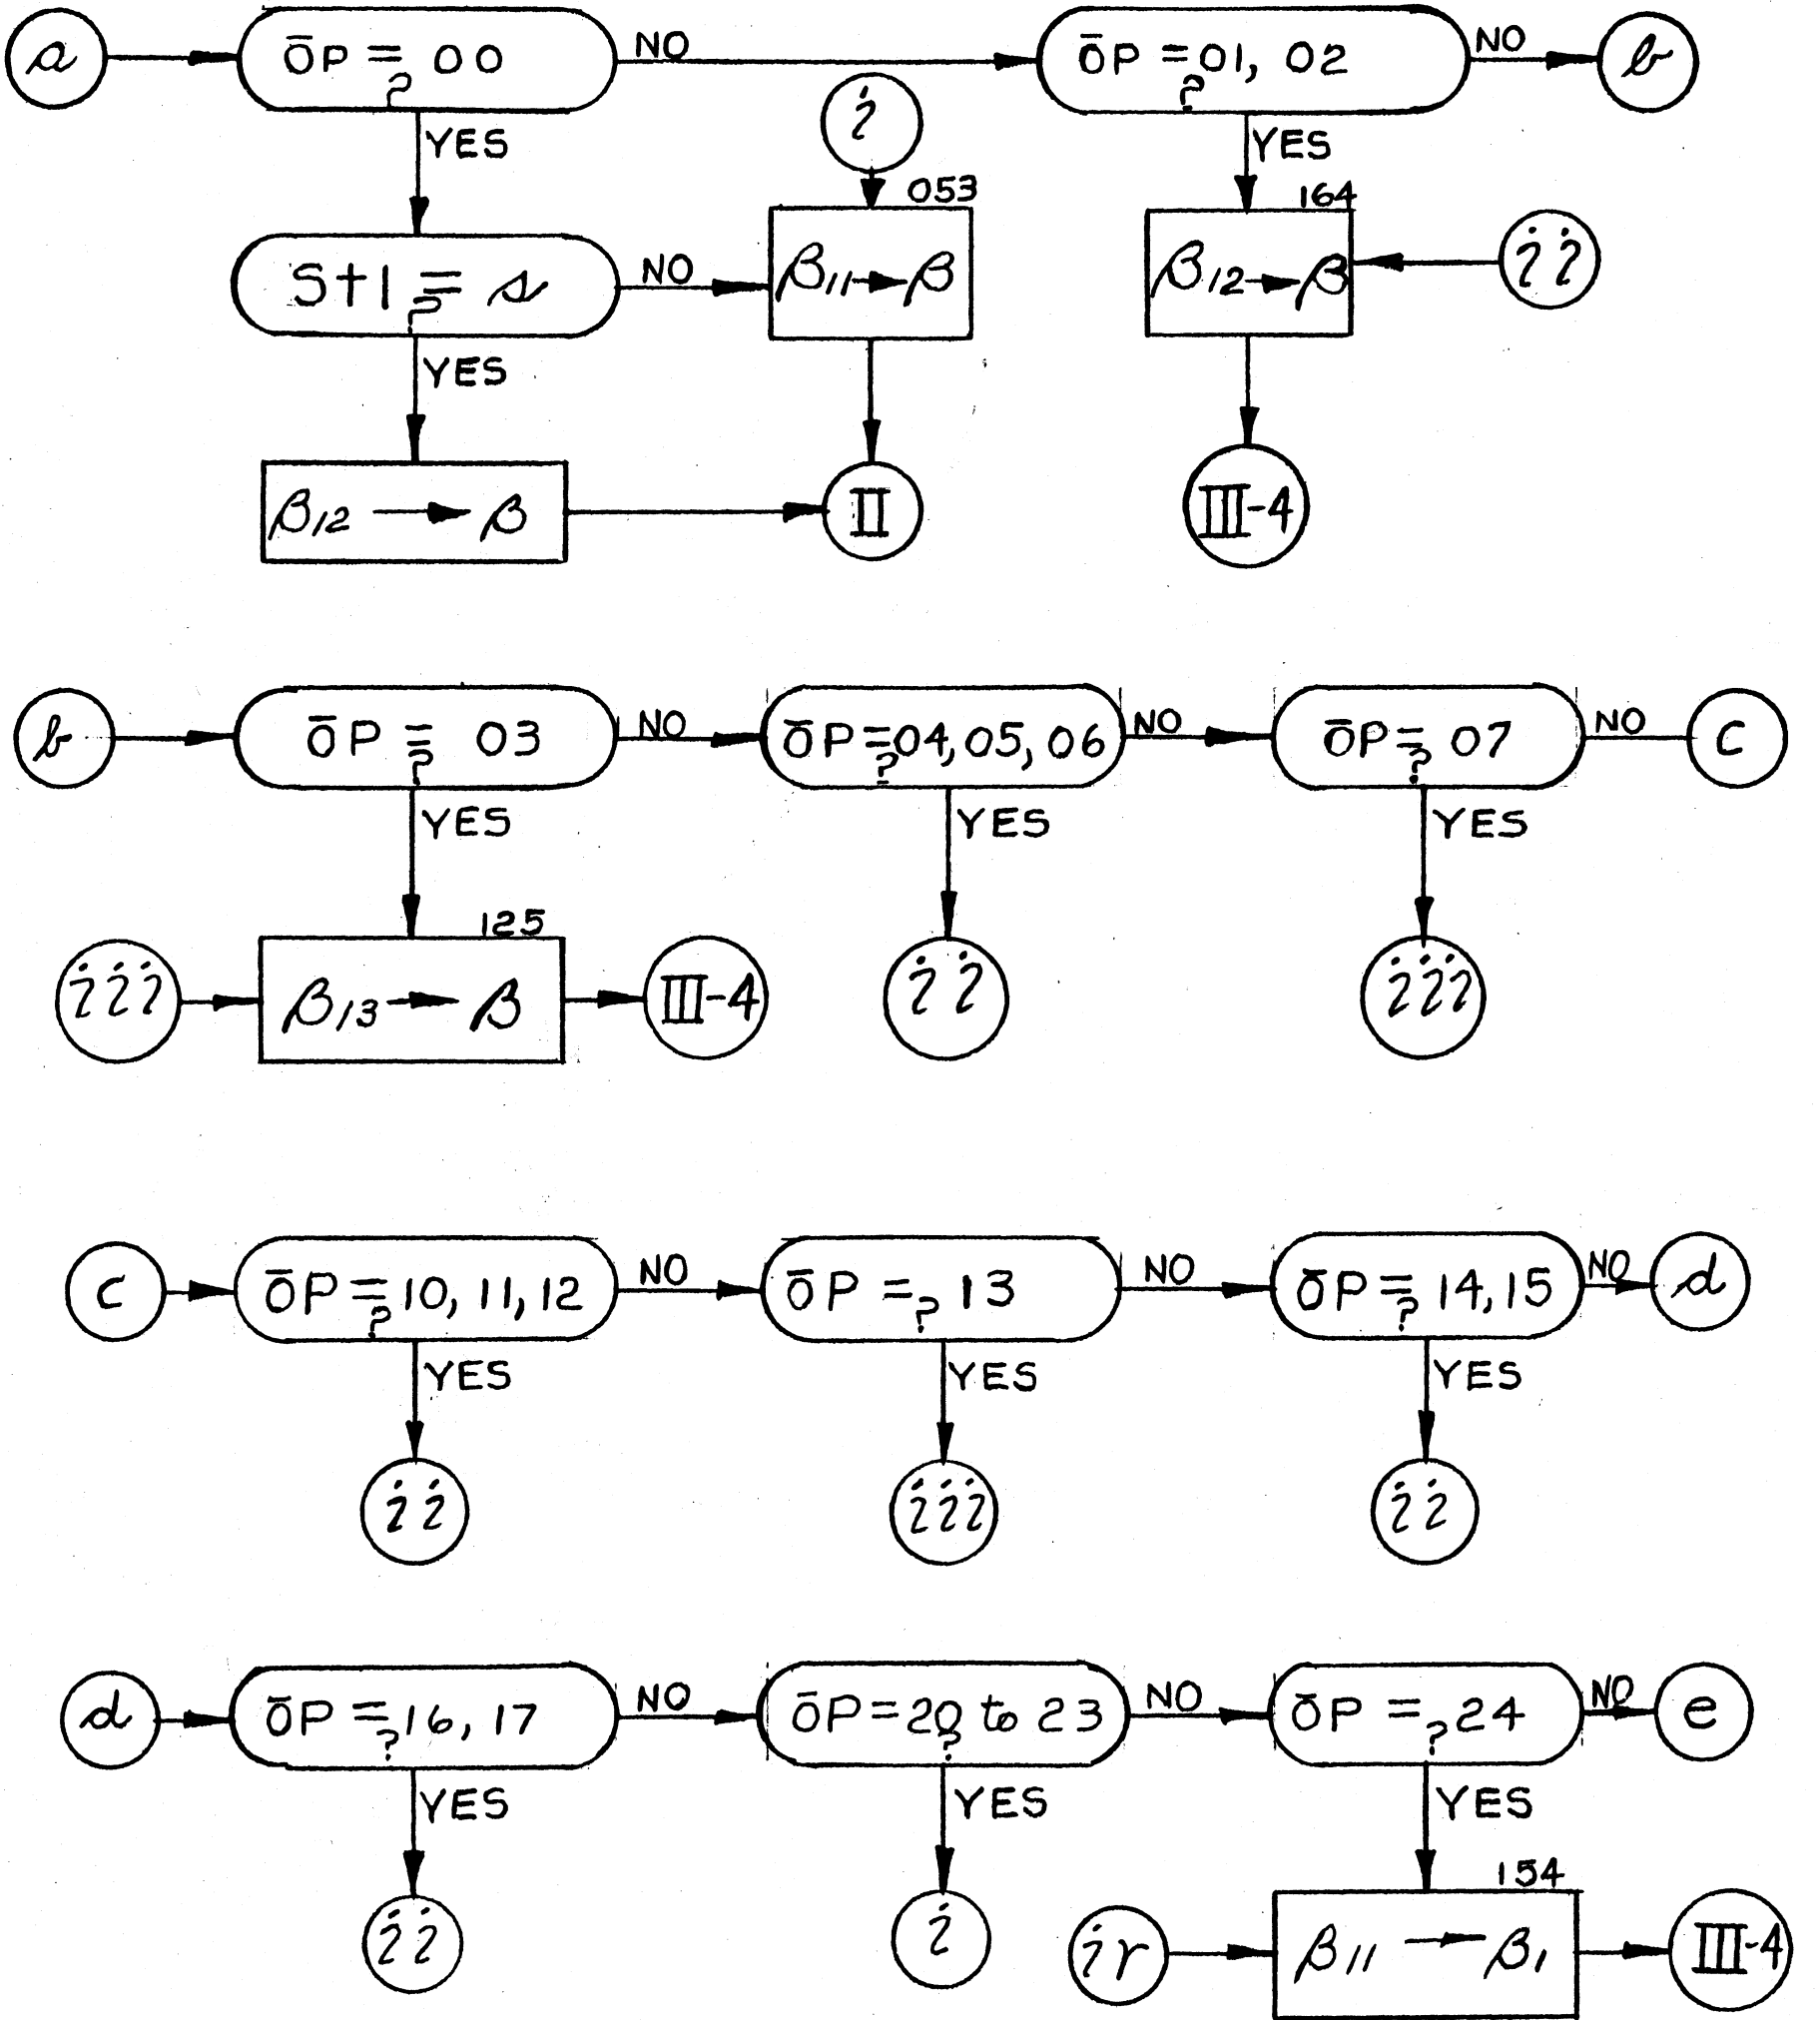 a ōP =? 00 NO ōP =? 01, 02 NO b
YES i YES
053 164
S+1 =? s NO β11→β β12→β ii
YES
β12 → β II III-4
b ōP =? 03 NO ōP =? 04, 05, 06 NO ōP =? 07 NO c
YES YES YES
125
iii β13→β III-4 ii iii
c ōP =? 10, 11, 12 NO ōP =? 13 NO ōP =? 14, 15 NO d
YES YES YES
ii iii ii
d ōP =? 16, 17 NO ōP =? 20 to 23 NO ōP =? 24 NO e
YES YES YES
154
ii i iv β11 → β1 III-4